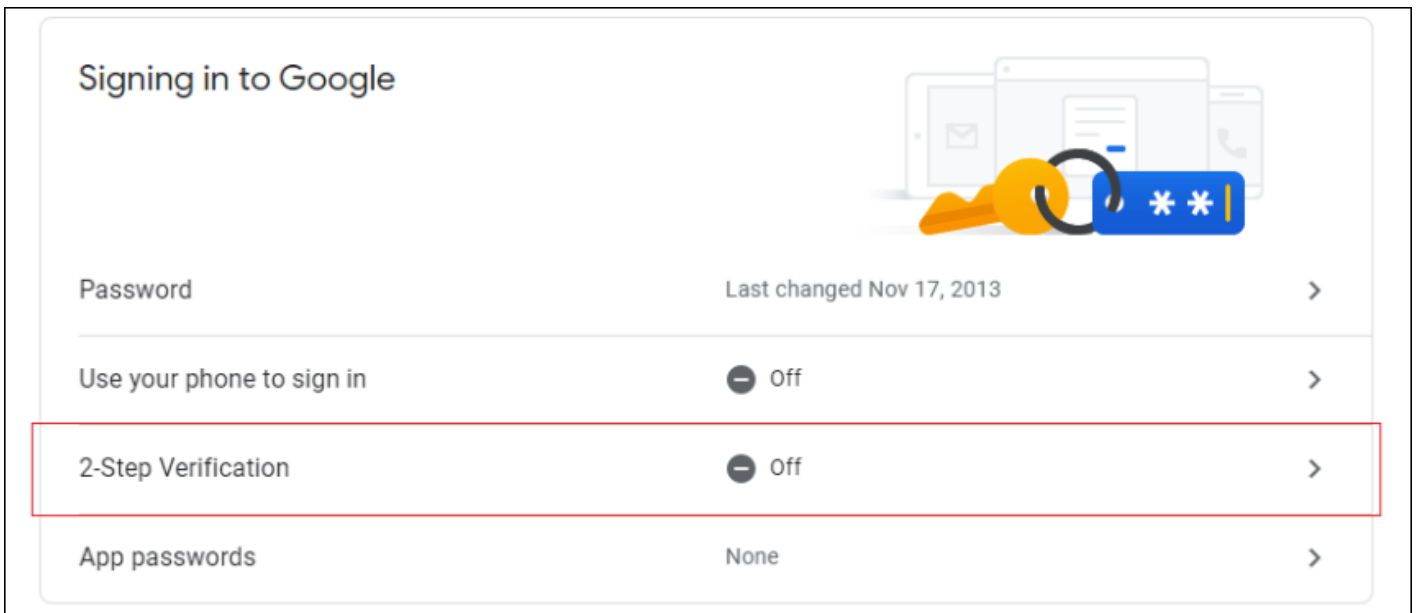 Signing in to Google
* *
Password Last changed Nov 17, 2013
Use your phone to sign in Off
2-Step Verification Off
App passwords None